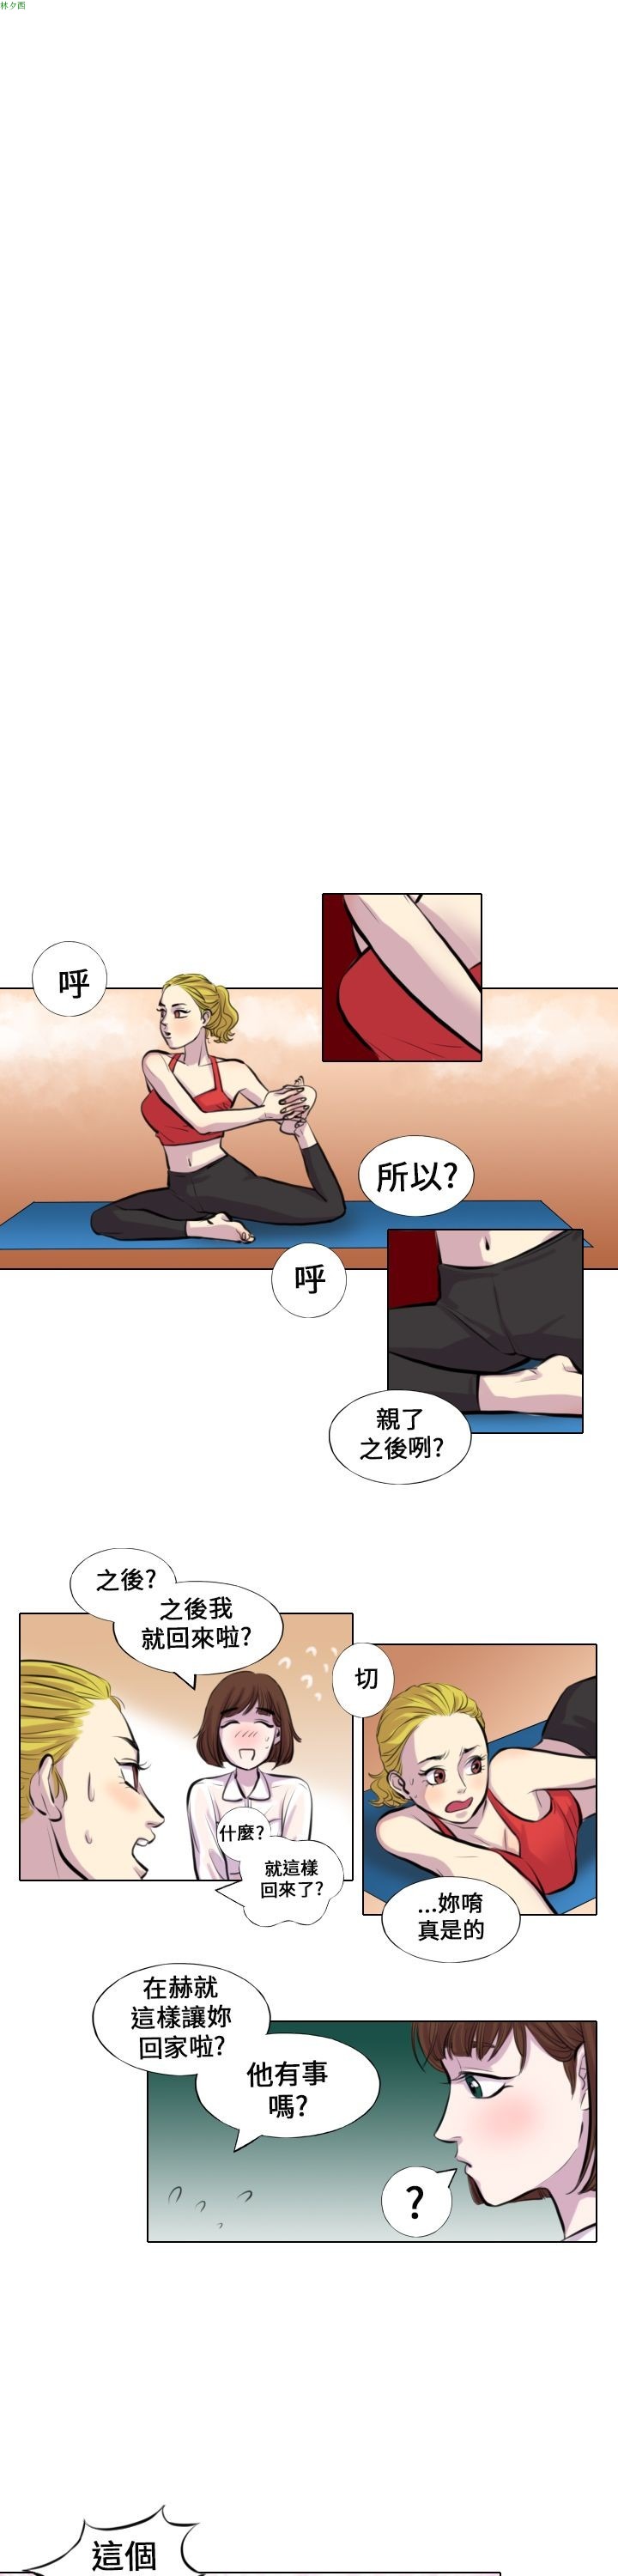 林夕西
呼
所以?
呼
親了
之後咧?
之後?
之後我
就回來啦?
什麼?
就這樣
回來了?
切
...妳唷
真是的
在赫就
這樣讓妳
回家啦?
他有事
嗎?
?
這個